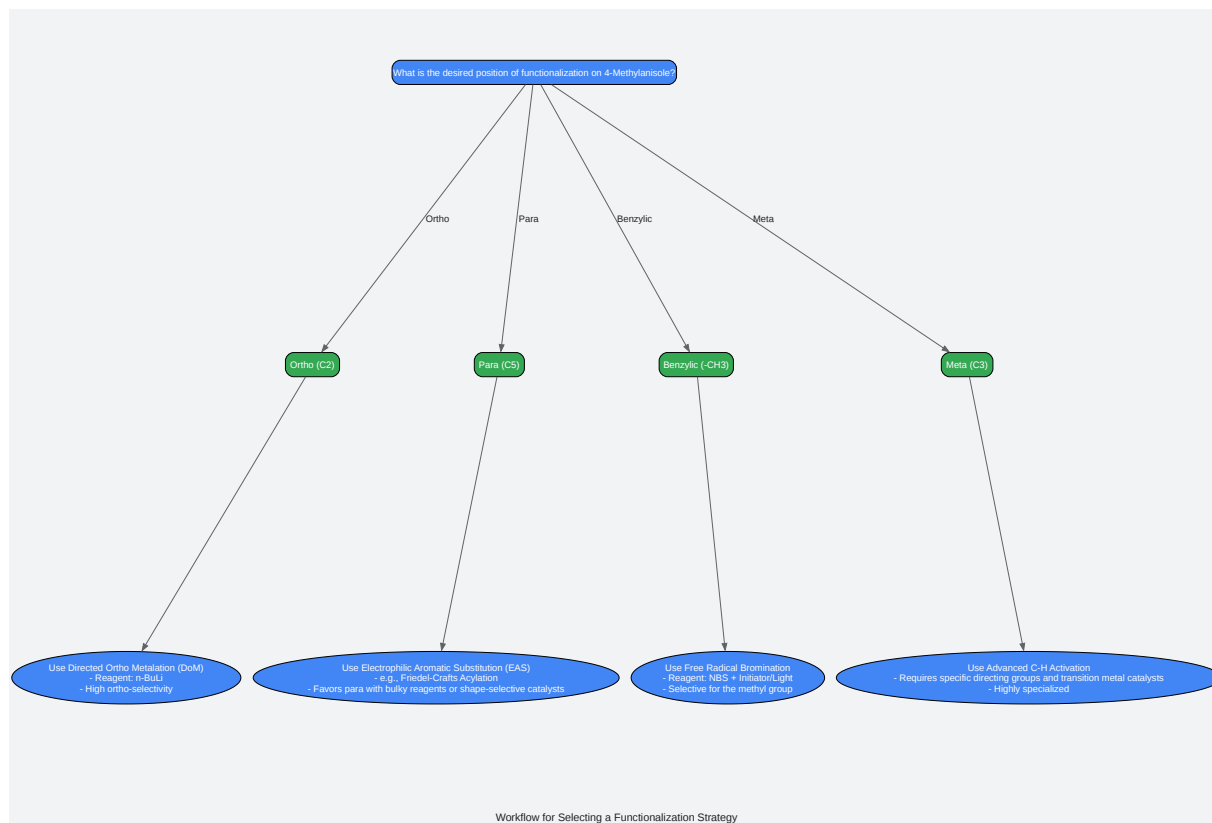 What is the desired position of functionalization on 4-Methylanisole?
Ortho
Para
Benzylic
Meta
Ortho (C2)
Para (C5)
Benzylic (-CH3)
Meta (C3)
Use Directed Ortho Metalation (DoM)
- Reagent: n-BuLi
- High ortho-selectivity
Use Electrophilic Aromatic Substitution (EAS)
- e.g., Friedel-Crafts Acylation
- Favors para with bulky reagents or shape-selective catalysts
Use Free Radical Bromination
- Reagent: NBS + Initiator/Light
- Selective for the methyl group
Use Advanced C-H Activation
- Requires specific directing groups and transition metal catalysts
- Highly specialized
Workflow for Selecting a Functionalization Strategy